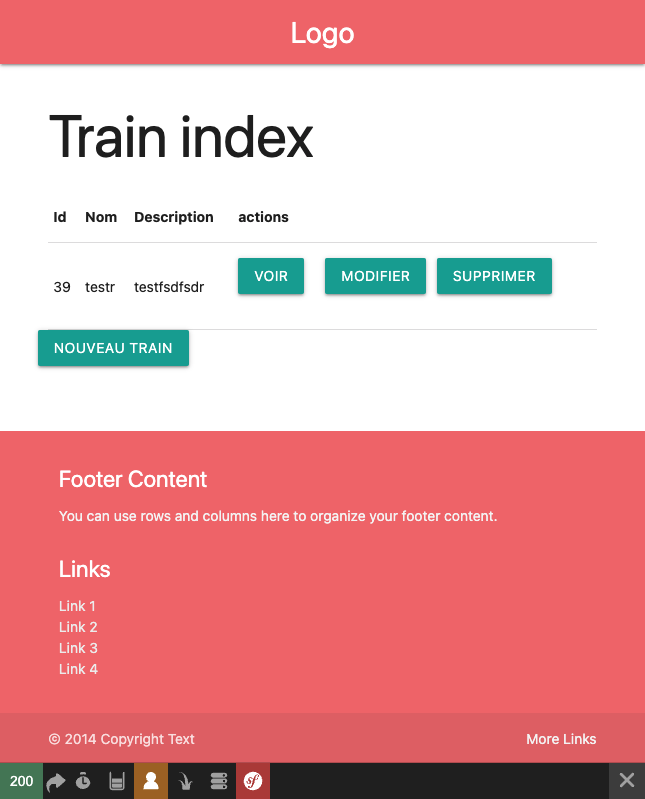 Logo
Train index
Id Nom Description actions
39 testr testfsdfsdr VOIR MODIFIER SUPPRIMER
NOUVEAU TRAIN
Footer Content
You can use rows and columns here to organize your footer content.
Links
Link 1
Link 2
Link 3
Link 4
© 2014 Copyright Text More Links
200 sf